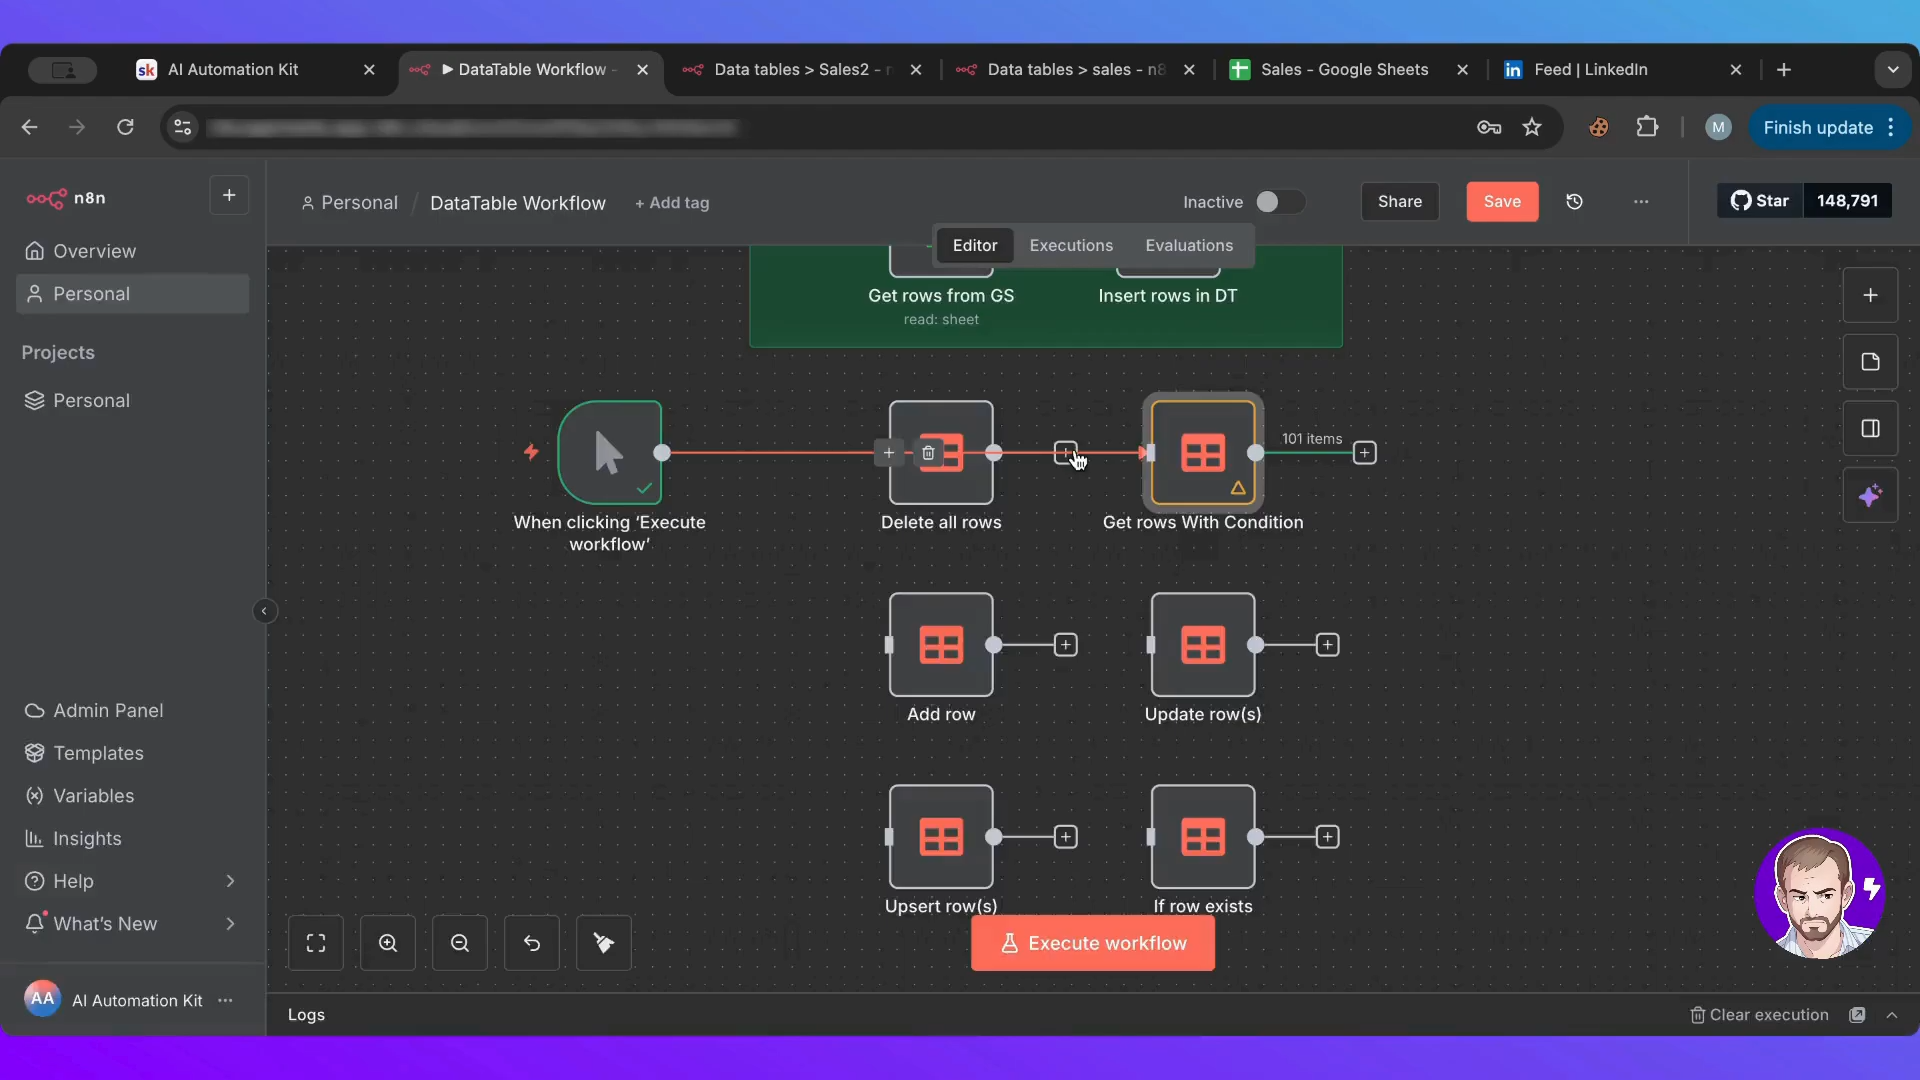 sk AI Automation Kit
DataTable Workflow -
Data tables > Sales2 - n
Data tables > sales - n8
Sales - Google Sheets
in Feed | LinkedIn
M
Finish update
n8n
Personal / DataTable Workflow + Add tag
Inactive
Share
Save
Star 148,791
Editor
Executions
Evaluations
Overview
Personal
Projects
Personal
Admin Panel
Templates
Variables
Insights
Help
What's New
AA AI Automation Kit
Get rows from GS
read: sheet
Insert rows in DT
101 items
When clicking 'Execute
workflow'
Delete all rows
Get rows With Condition
Add row
Update row(s)
Upsert row(s)
If row exists
Execute workflow
Logs
Clear execution